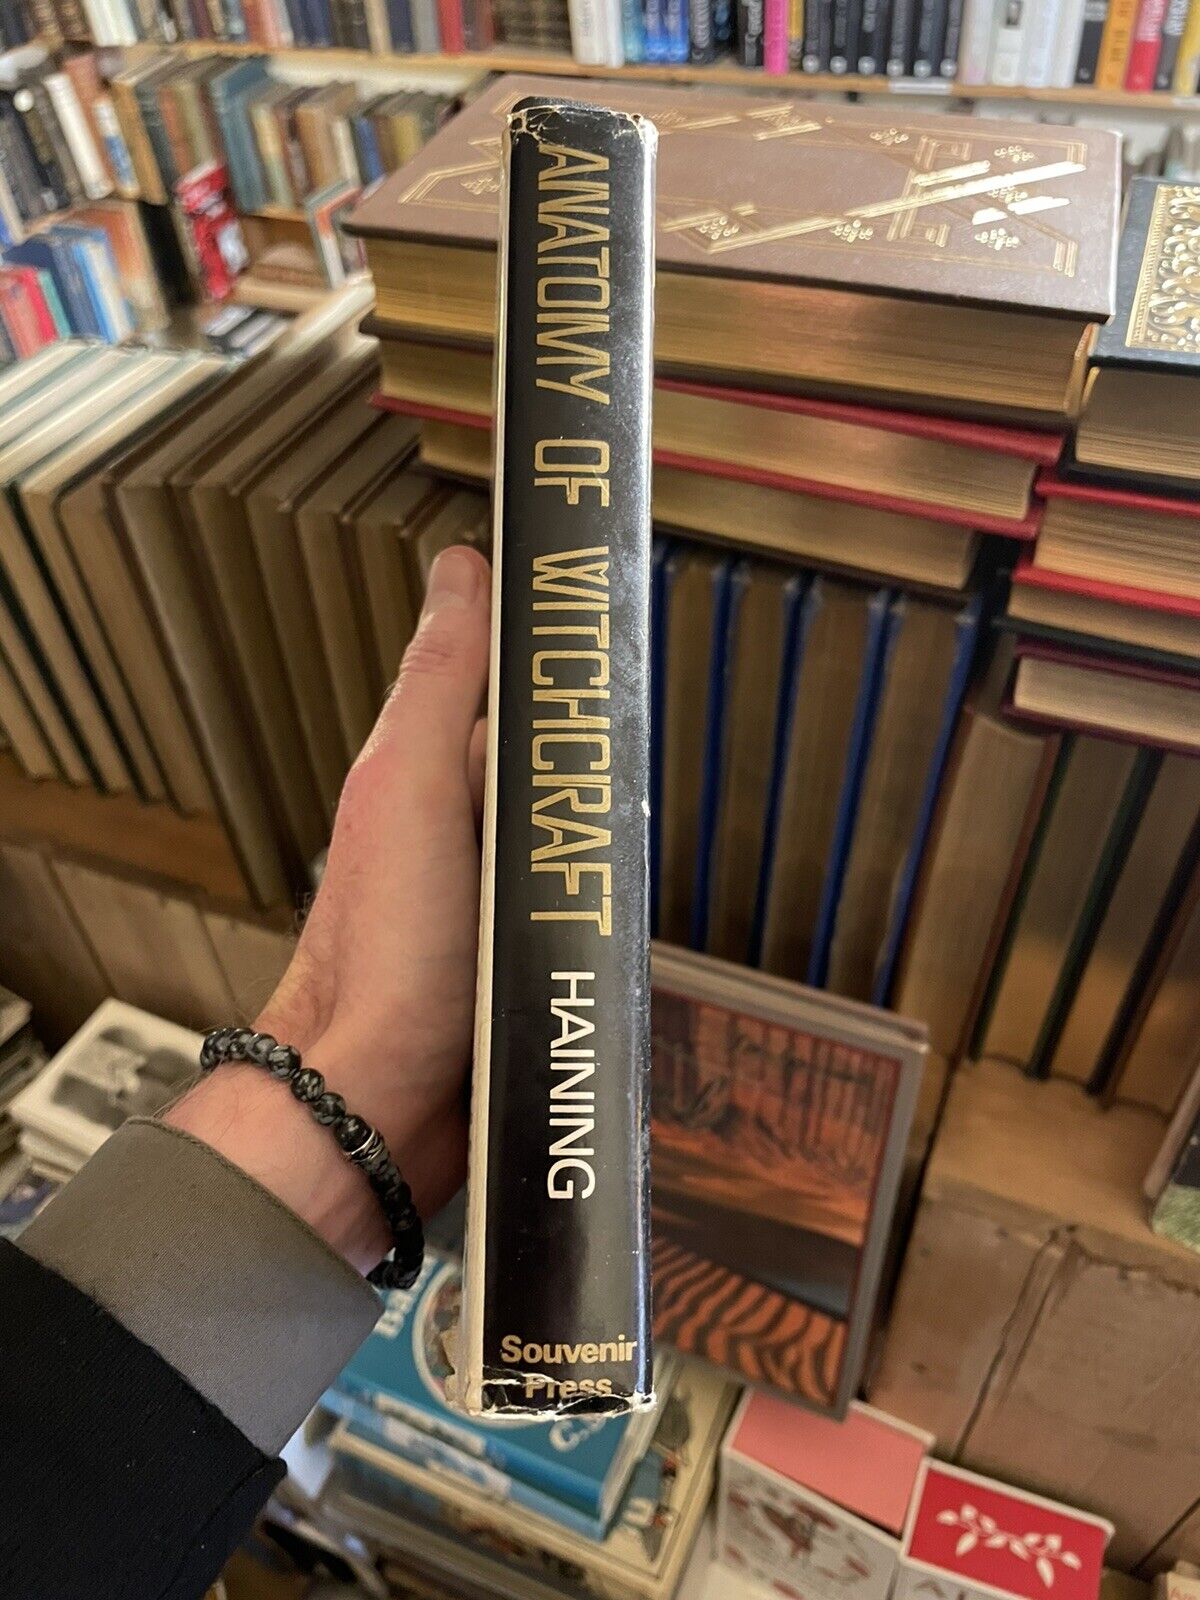 ANATOMY OF WITCHCRAFT HAINING
Souvenir
Press